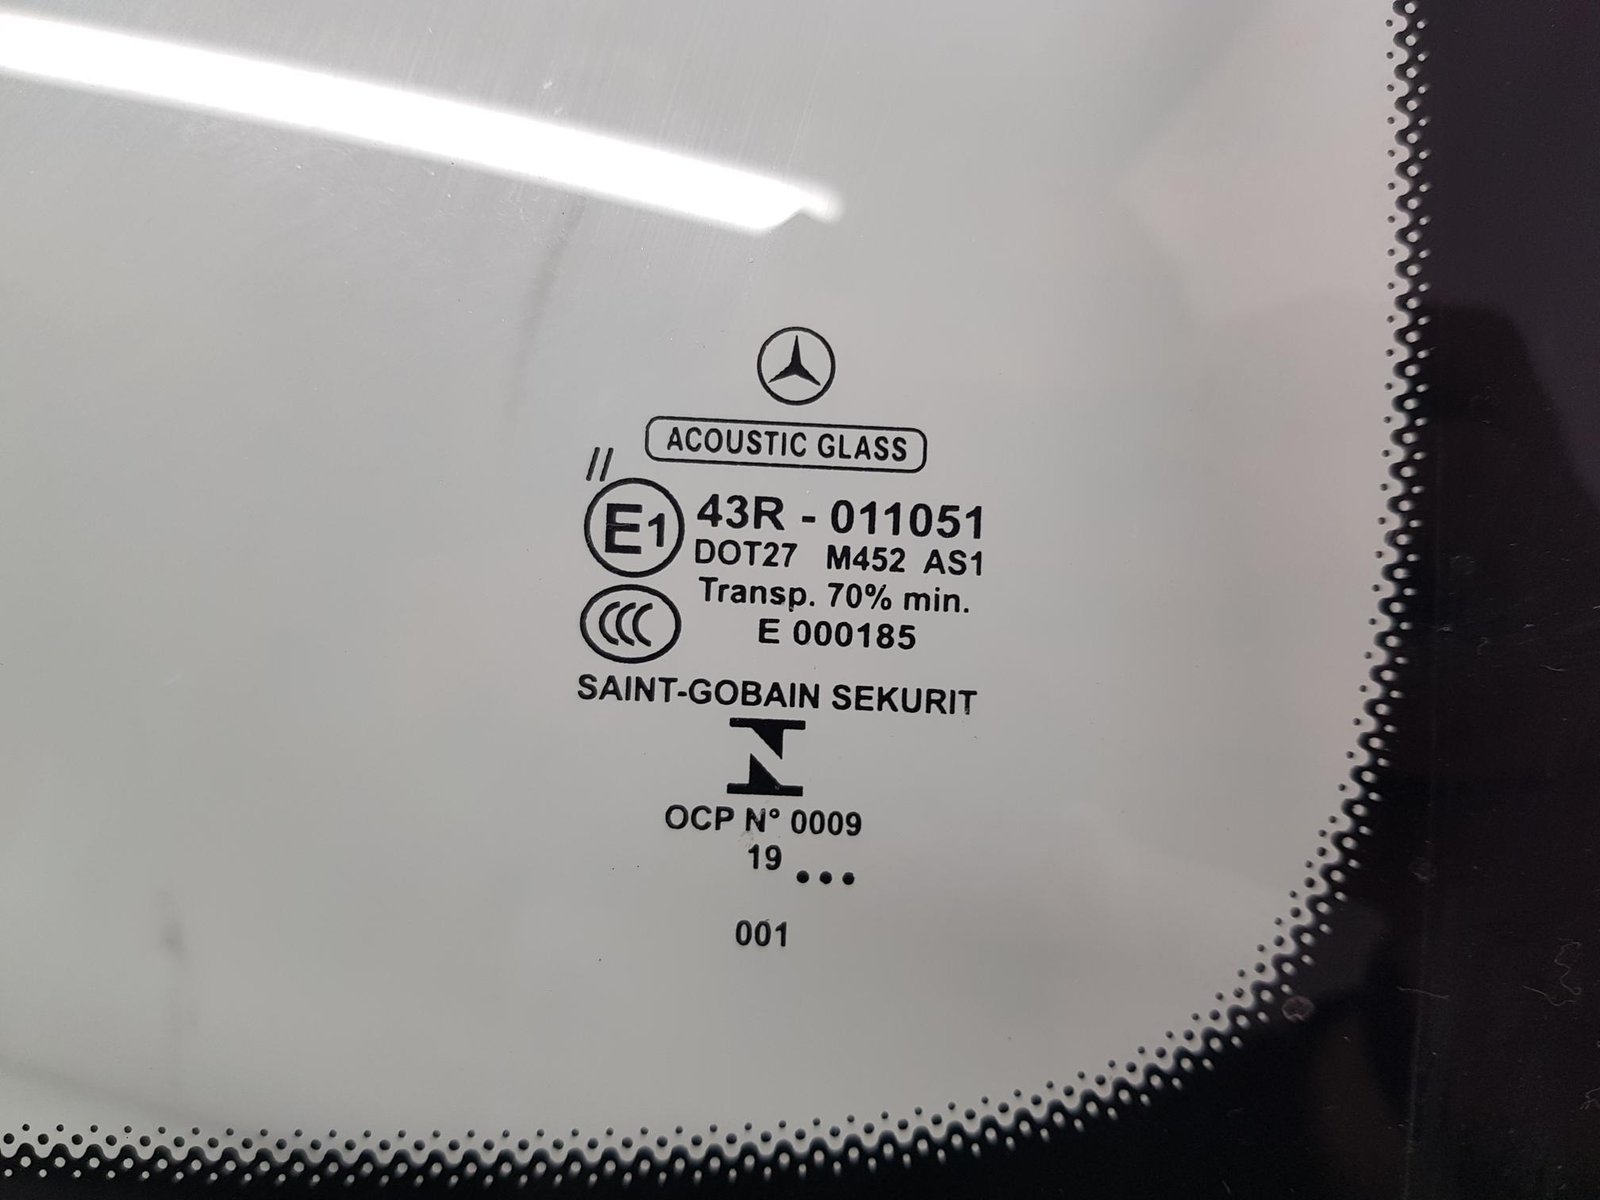 ACOUSTIC GLASS
//
E1 43R - 011051
DOT27 M452 AS1
Transp. 70% min.
CCC E 000185
SAINT-GOBAIN SEKURIT
N
OCP N° 0009
19 ...
001